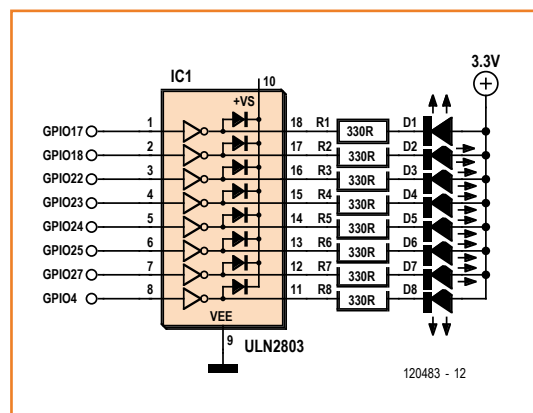 3.3V
IC1
10
+VS
GPIO17 1 18 R1 330R D1
GPIO18 2 17 R2 330R D2
GPIO22 3 16 R3 330R D3
GPIO23 4 15 R4 330R D4
GPIO24 5 14 R5 330R D5
GPIO25 6 13 R6 330R D6
GPIO27 7 12 R7 330R D7
GPIO4 8 11 R8 330R D8
VEE
9
ULN2803
120483 - 12